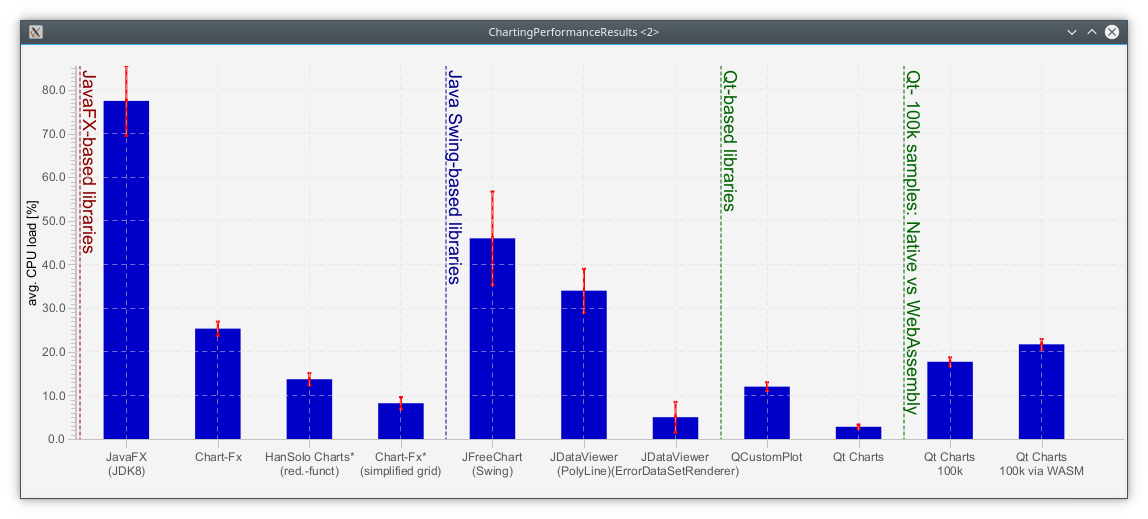 ChartingPerformanceResults <2>
JavaFX-based libraries
Java Swing-based libraries
Qt-based libraries
Qt- 100k samples: Native vs WebAssembly
avg. CPU load [%]
80.0
70.0
60.0
50.0
40.0
30.0
20.0
10.0
0.0
JavaFX
(JDK8)
Chart-Fx
HanSolo Charts*
(red.-funct)
Chart-Fx*
(simplified grid)
JFreeChart
(Swing)
JDataViewer
(PolyLine)
JDataViewer
(ErrorDataSetRenderer)
QCustomPlot
Qt Charts
Qt Charts
100k
Qt Charts
100k via WASM